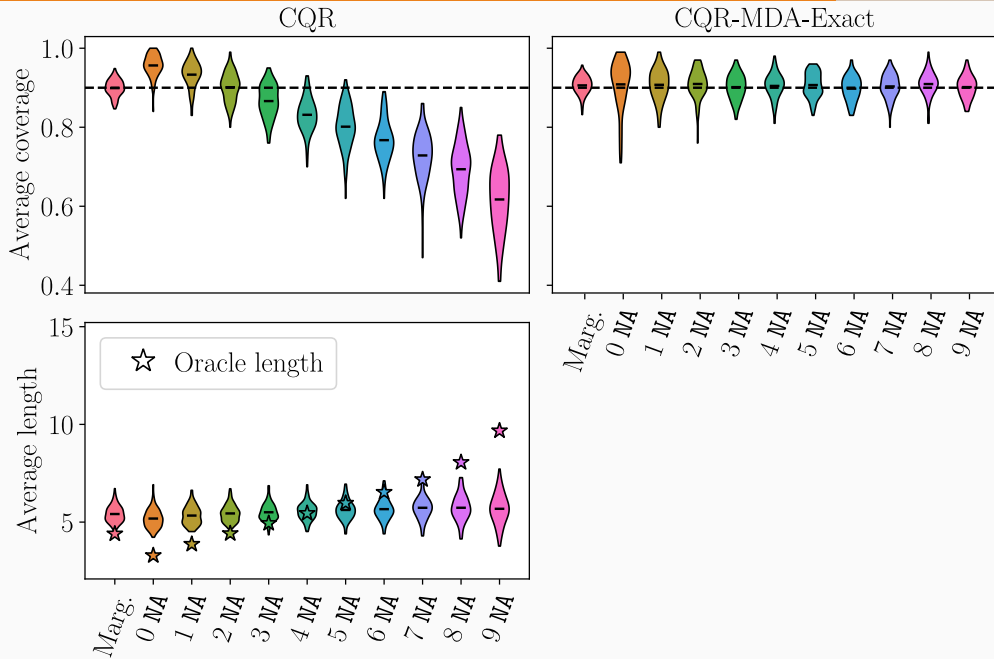 CQR
CQR-MDA-Exact
Average coverage
1.0
0.8
0.6
0.4
Marg.
0 NA
1 NA
2 NA
3 NA
4 NA
5 NA
6 NA
7 NA
8 NA
9 NA
Average length
15
10
5
Oracle length
Marg.
0 NA
1 NA
2 NA
3 NA
4 NA
5 NA
6 NA
7 NA
8 NA
9 NA